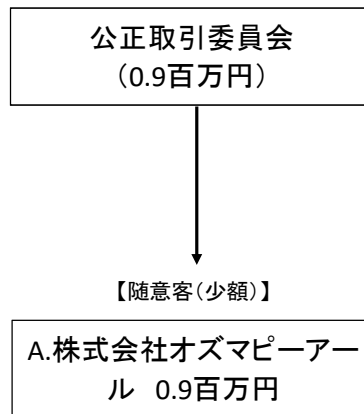 公正取引委員会
(0.9百万円)
【随意客(少額)】
A.株式会社オズマピーアー
ル 0.9百万円